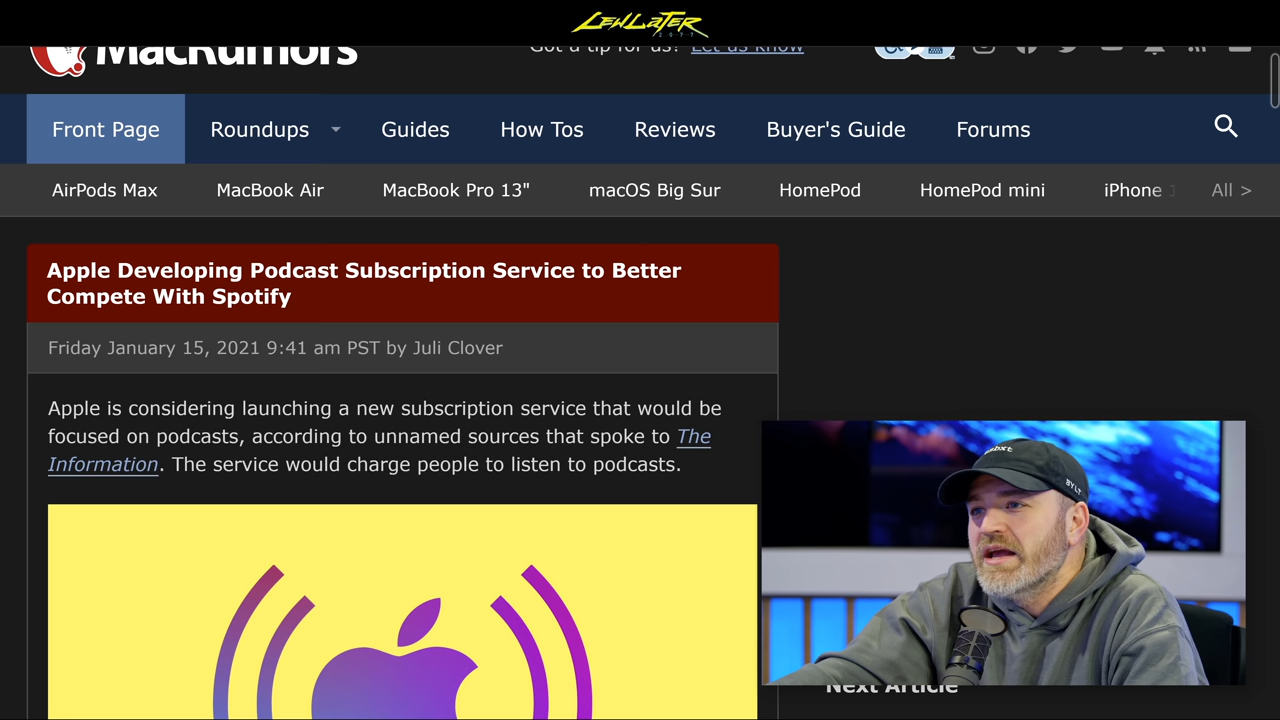 LEWLATER
2077
MacRumors
Got a tip for us? Let us know
Front Page Roundups Guides How Tos Reviews Buyer's Guide Forums
AirPods Max MacBook Air MacBook Pro 13" macOS Big Sur HomePod HomePod mini iPhone All >
Apple Developing Podcast Subscription Service to Better
Compete With Spotify
Friday January 15, 2021 9:41 am PST by Juli Clover
Apple is considering launching a new subscription service that would be
focused on podcasts, according to unnamed sources that spoke to The
Information. The service would charge people to listen to podcasts.
BYLT
Next Article